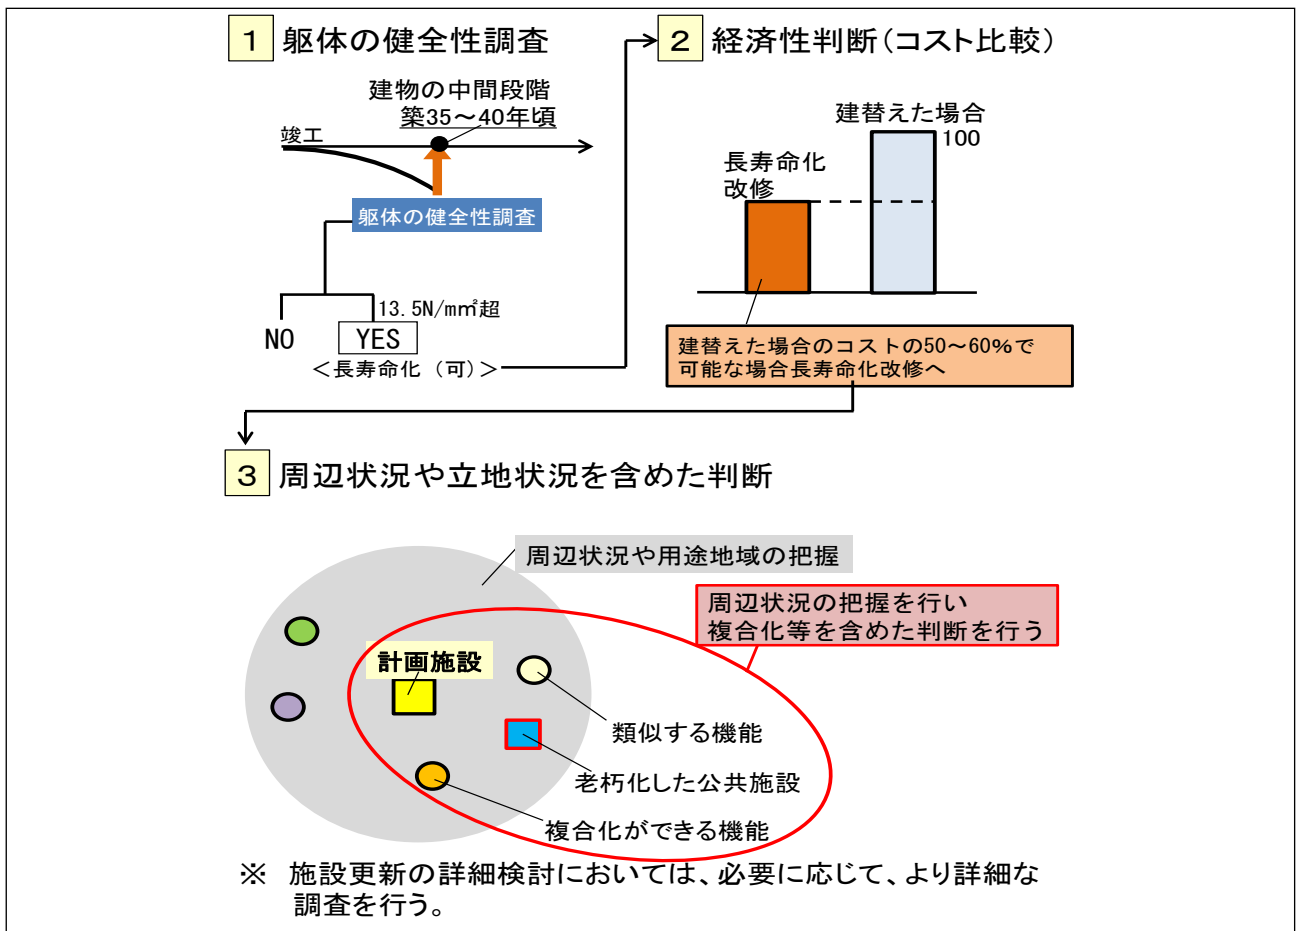 1 躯体の健全性調査
建物の中間段階
築35～40年頃
竣工
躯体の健全性調査
13.5N/m㎡超
NO
YES
＜長寿命化（可）＞
2 経済性判断（コスト比較）
建替えた場合
100
長寿命化
改修
建替えた場合のコストの50～60%で
可能な場合長寿命化改修へ
3 周辺状況や立地状況を含めた判断
周辺状況や用途地域の把握
周辺状況の把握を行い
複合化等を含めた判断を行う
計画施設
類似する機能
老朽化した公共施設
複合化ができる機能
※ 施設更新の詳細検討においては、必要に応じて、より詳細な
調査を行う。